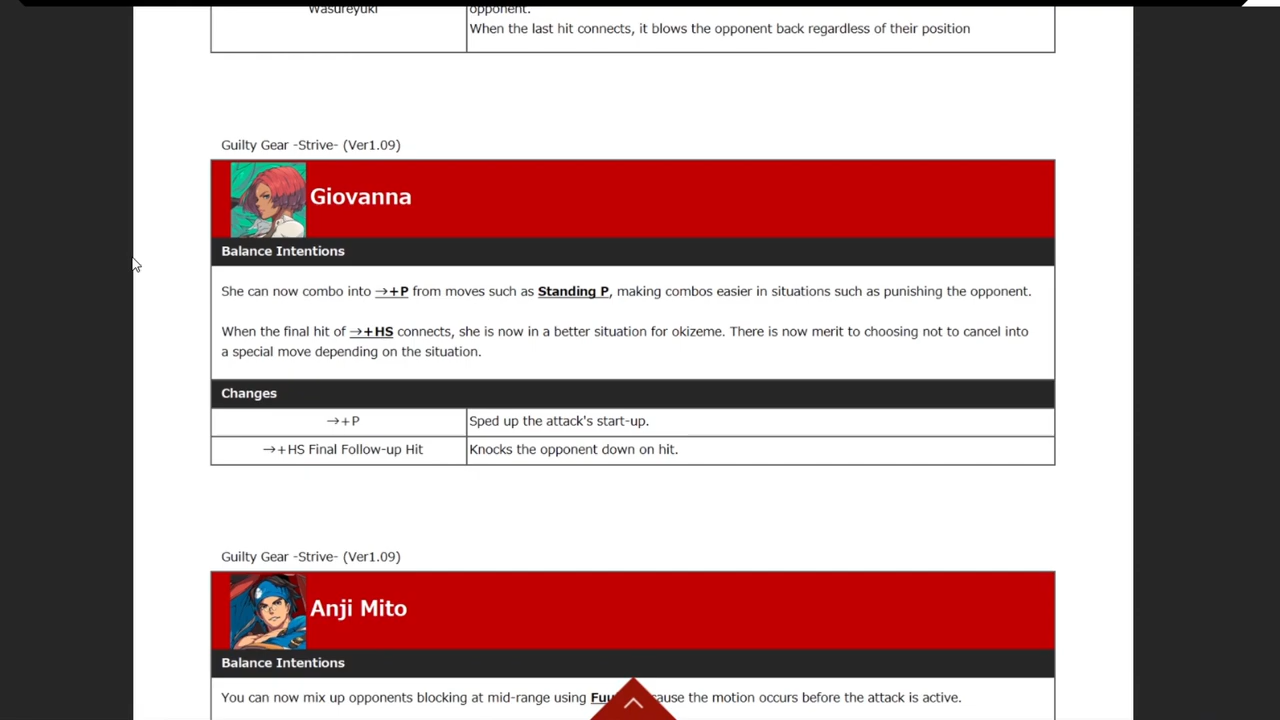 Wasureyuki
opponent.
When the last hit connects, it blows the opponent back regardless of their position
Guilty Gear -Strive- (Ver1.09)
Giovanna
Balance Intentions
She can now combo into →+P from moves such as Standing P, making combos easier in situations such as punishing the opponent.
When the final hit of →+HS connects, she is now in a better situation for okizeme. There is now merit to choosing not to cancel into
a special move depending on the situation.
Changes
→+P Sped up the attack's start-up.
→+HS Final Follow-up Hit Knocks the opponent down on hit.
Guilty Gear -Strive- (Ver1.09)
Anji Mito
Balance Intentions
You can now mix up opponents blocking at mid-range using the motion occurs before the attack is active.